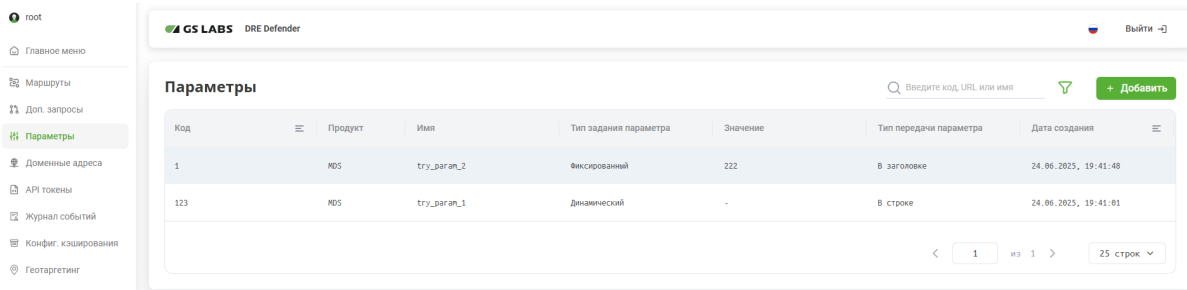 root
GS LABS DRE Defender
Выйти
Главное меню
Маршруты
Доп. запросы
Параметры
Доменные адреса
API токены
Журнал событий
Конфиг. кэширования
Геотаргетинг
Параметры
Введите код, URL или имя
+ Добавить
Код Продукт Имя Тип задания параметра Значение Тип передачи параметра Дата создания
1 MDS try_param_2 Фиксированный 222 В заголовке 24.06.2025, 19:41:48
123 MDS try_param_1 Динамический - В строке 24.06.2025, 19:41:01
1 из 1 25 строк